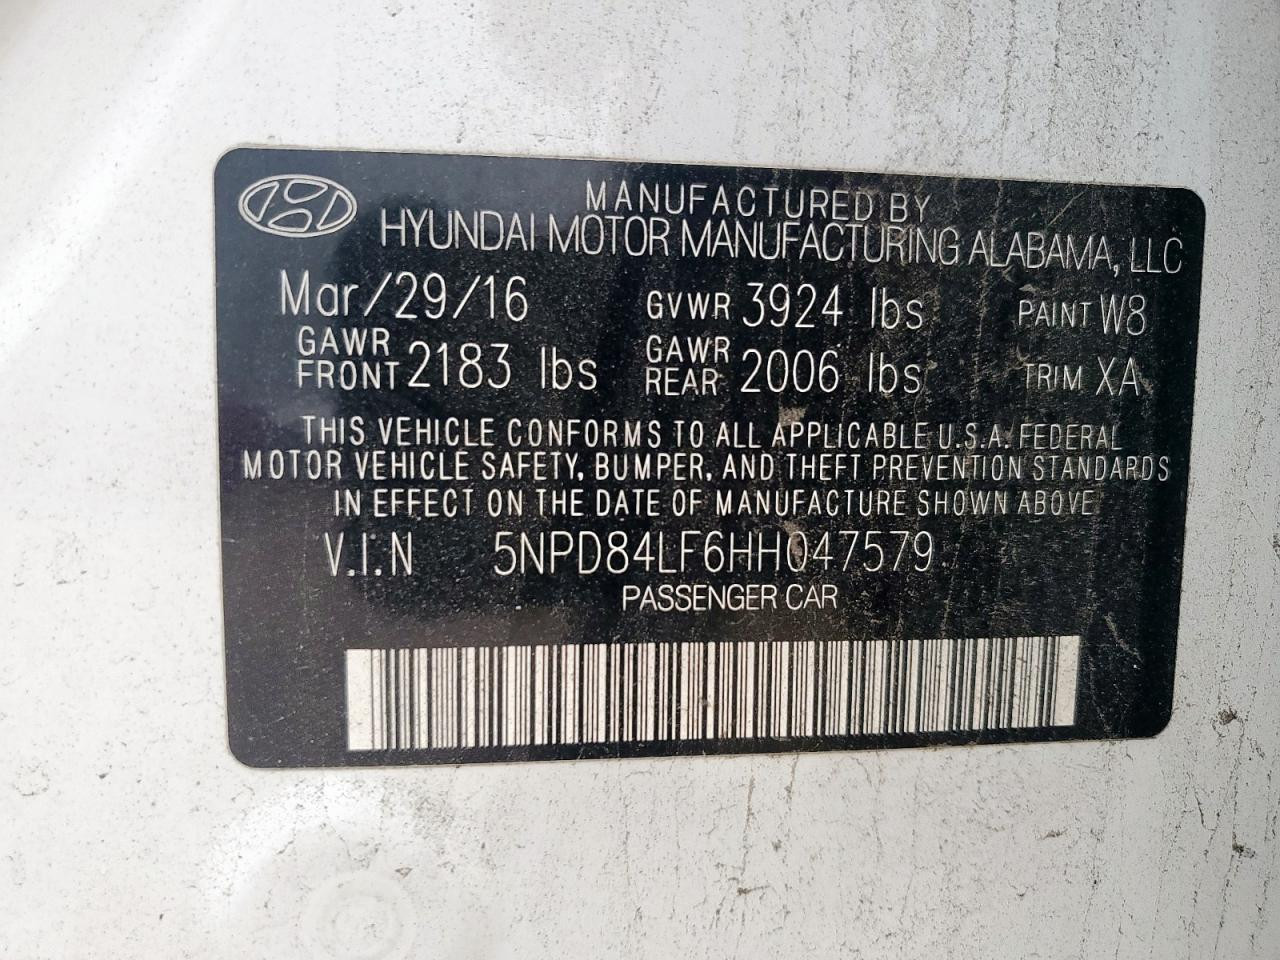 MANUFACTURED BY
HYUNDAI MOTOR MANUFACTURING ALABAMA, LLC
Mar/29/16 GVWR 3924 lbs PAINT W8
GAWR FRONT 2183 lbs GAWR REAR 2006 lbs TRIM XA
THIS VEHICLE CONFORMS TO ALL APPLICABLE U.S.A. FEDERAL
MOTOR VEHICLE SAFETY, BUMPER, AND THEFT PREVENTION STANDARDS
IN EFFECT ON THE DATE OF MANUFACTURE SHOWN ABOVE
V.I.N 5NPD84LF6HH047579
PASSENGER CAR